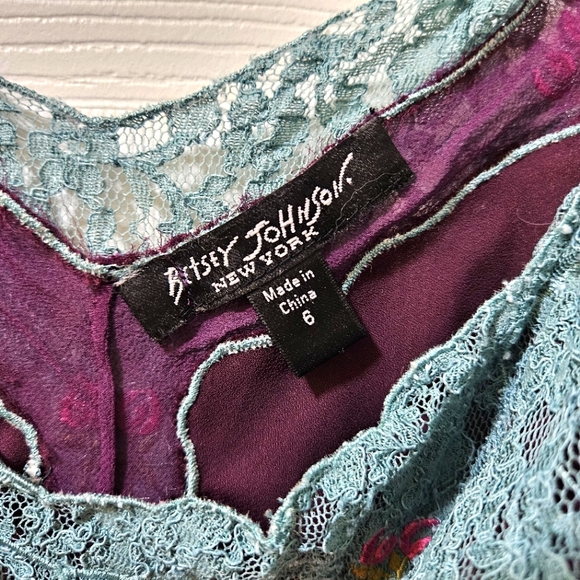 BETSEY JOHNSON.
NEW YORK
Made in
China
6